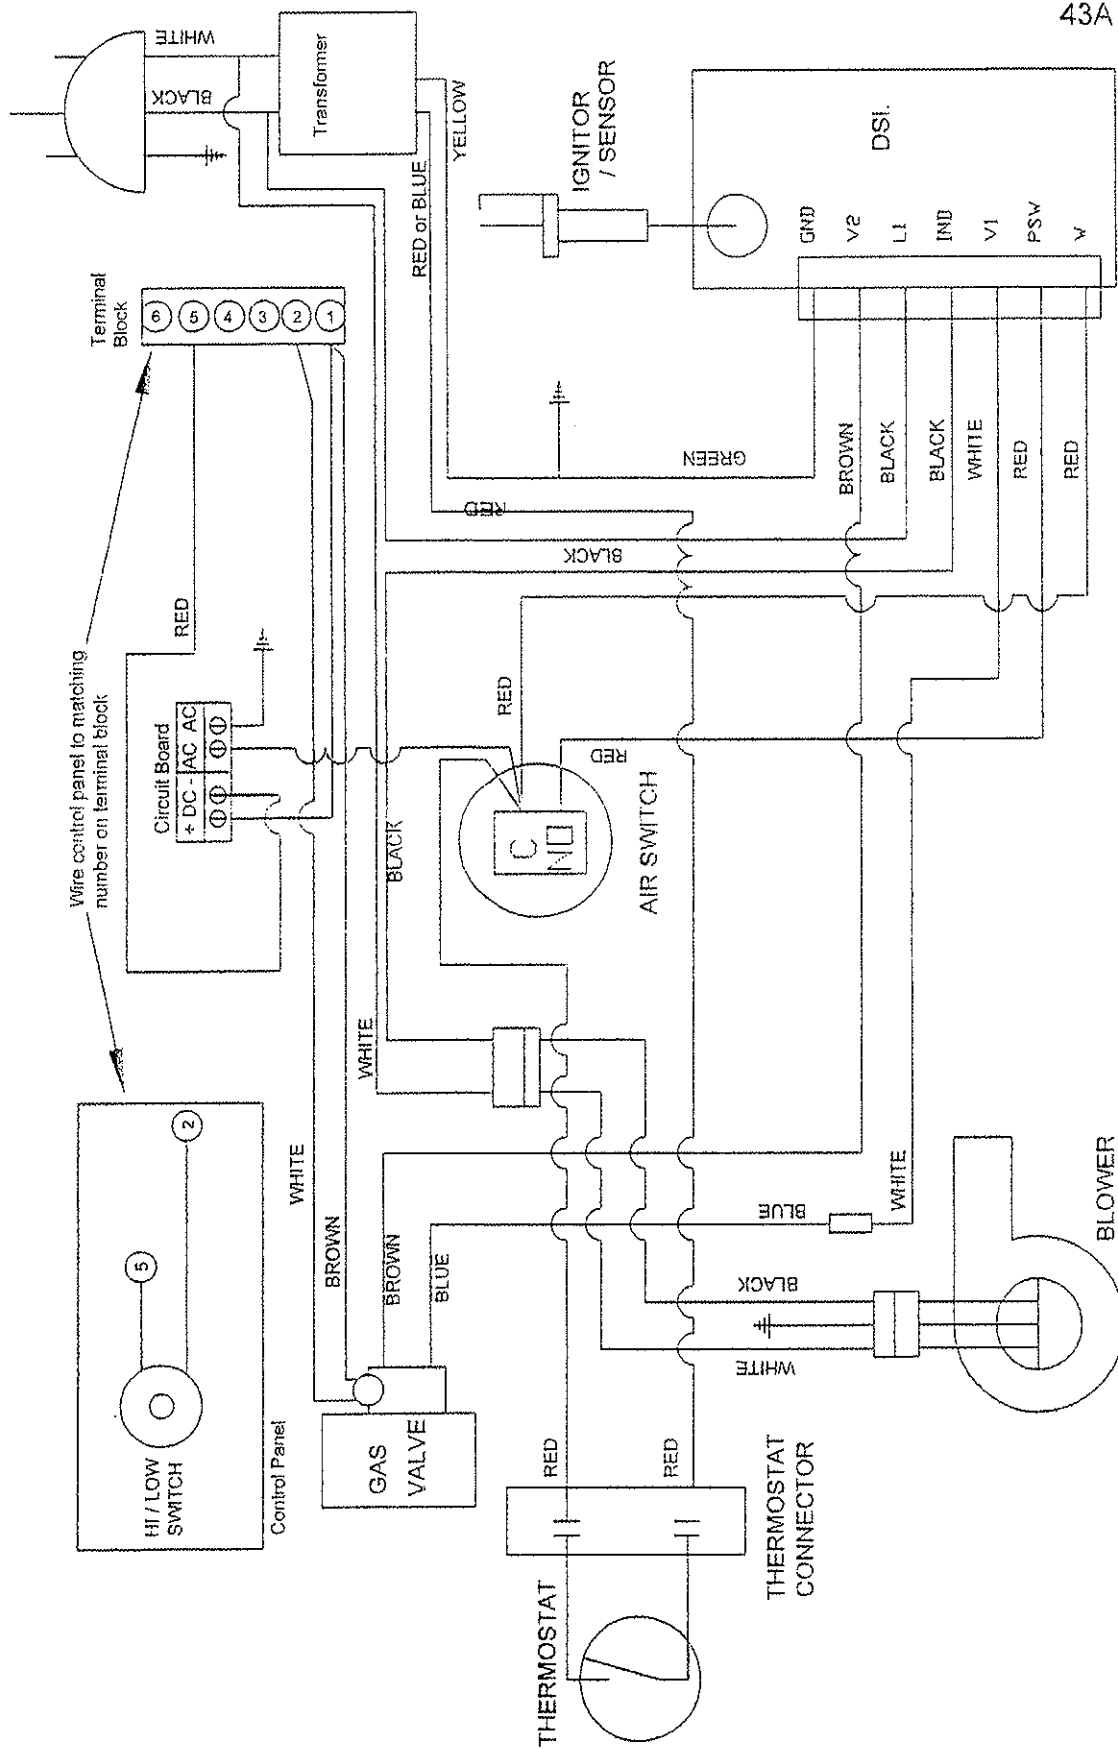 43A
WHITE
BLACK
Transformer
YELLOW
RED or BLUE
IGNITOR
/ SENSOR
DSI.
GND
V2
L1
IND
V1
PSW
W
Terminal
Block
6
5
4
3
2
1
GREEN
BROWN
BLACK
BLACK
WHITE
RED
RED
RED
BLACK
RED
Wire control panel to matching
number on terminal block
Circuit Board
+ DC - AC AC
RED
RED
C
NO
AIR SWITCH
BLACK
WHITE
2
5
HI / LOW
SWITCH
Control Panel
WHITE
BROWN
BROWN
BLUE
GAS
VALVE
BLUE
WHITE
BLACK
WHITE
BLOWER
RED
RED
THERMOSTAT
THERMOSTAT
CONNECTOR